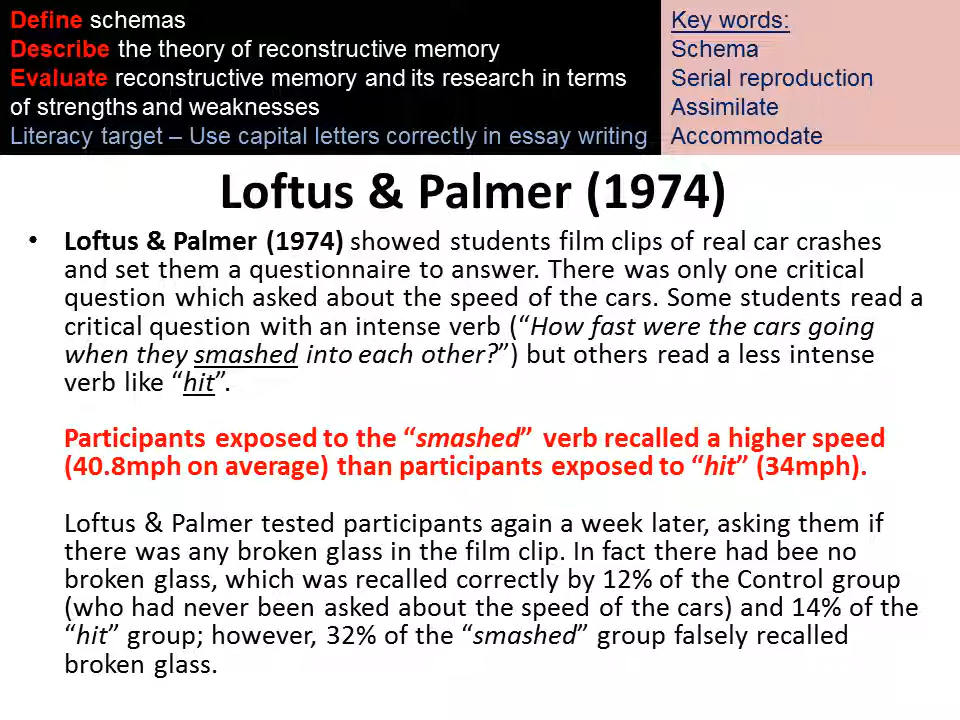 Define schemas
Describe the theory of reconstructive memory
Evaluate reconstructive memory and its research in terms
of strengths and weaknesses
Literacy target – Use capital letters correctly in essay writing
Key words:
Schema
Serial reproduction
Assimilate
Accommodate
Loftus & Palmer (1974)
• Loftus & Palmer (1974) showed students film clips of real car crashes
and set them a questionnaire to answer. There was only one critical
question which asked about the speed of the cars. Some students read a
critical question with an intense verb (“How fast were the cars going
when they smashed into each other?”) but others read a less intense
verb like “hit”.
Participants exposed to the “smashed” verb recalled a higher speed
(40.8mph on average) than participants exposed to “hit” (34mph).
Loftus & Palmer tested participants again a week later, asking them if
there was any broken glass in the film clip. In fact there had bee no
broken glass, which was recalled correctly by 12% of the Control group
(who had never been asked about the speed of the cars) and 14% of the
“hit” group; however, 32% of the “smashed” group falsely recalled
broken glass.